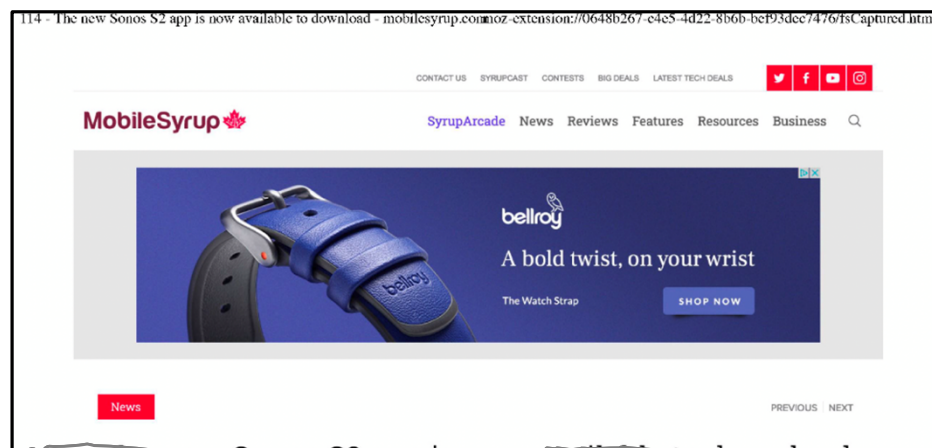 114 - The new Sonos S2 app is now available to download - mobilesyrup.com moz-extension://0648b267-e4e5-4d22-8b6b-bef93dee7476/fsCaptured.htm
CONTACT US SYRUPCAST CONTESTS BIG DEALS LATEST TECH DEALS
MobileSyrup
SyrupArcade News Reviews Features Resources Business
bellroy
A bold twist, on your wrist
bellroy
The Watch Strap SHOP NOW
News PREVIOUS NEXT